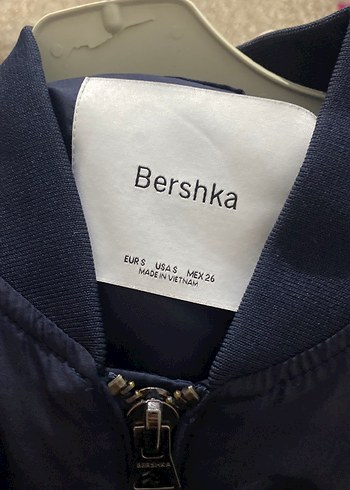 Bershka
EUR S USA S MEX 26
MADE IN VIETNAM
BERSHKA